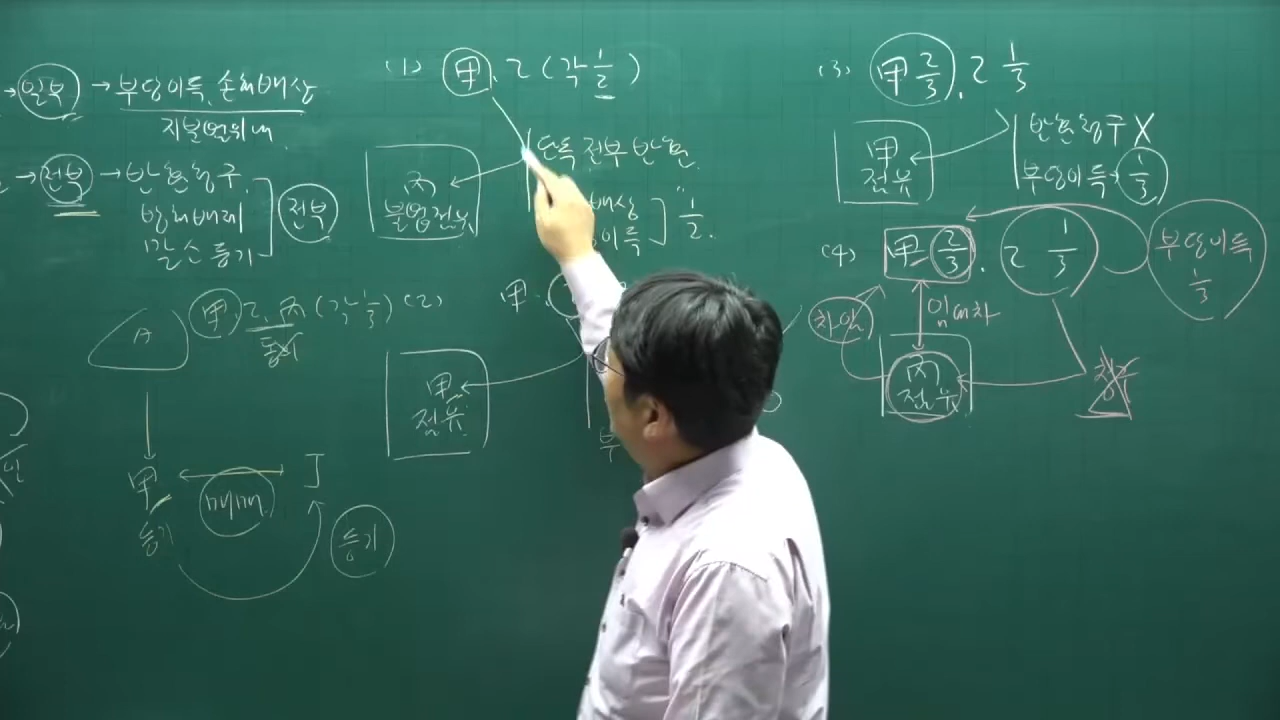 → 일부 → 부당이득, 손해배상
지분범위내
→ 전부 → 반환청구
방해배제
말소등기
전부
甲 乙, 丙 (각 1/3) (2)
동의
A
甲 매매 丁
등기
등기
(1) 甲, 乙 (각 1/2)
단독 전부 반환
丙
불법점유
배상
이득
1/2
甲
甲
점유
부
(3) 甲 2/3, 乙 1/3
甲
점유
반환청구 X
부당이득 → 1/3
(4) 甲 2/3, 乙 1/3
부당이득
1/3
차임
임대차
丙
점유